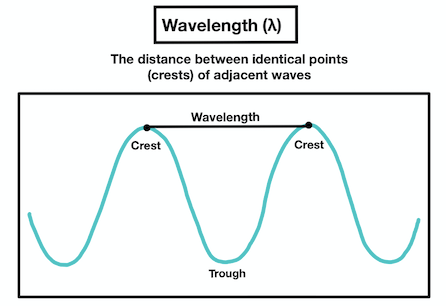 Wavelength (λ)
The distance between identical points
(crests) of adjacent waves
Wavelength
Crest
Crest
Trough